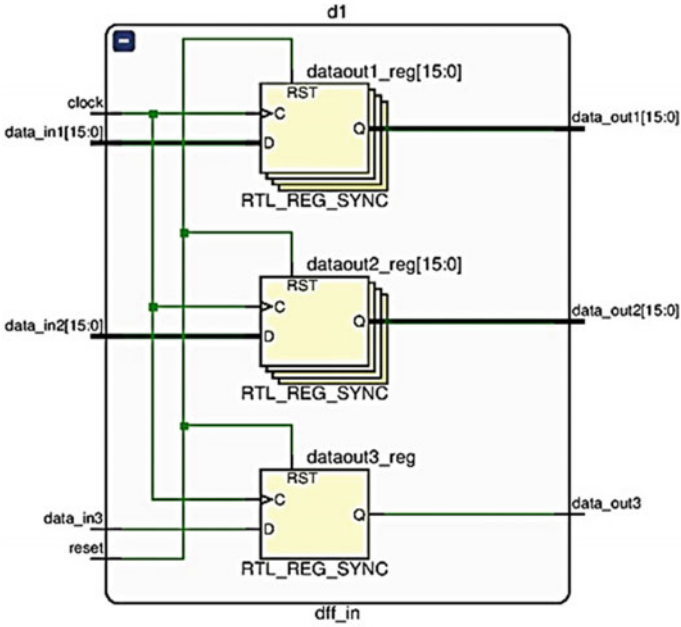 d1
dataout1_reg[15:0]
RST
clock
C
data_in1[15:0]
D
Q
data_out1[15:0]
RTL_REG_SYNC
dataout2_reg[15:0]
RST
C
data_in2[15:0]
D
Q
data_out2[15:0]
RTL_REG_SYNC
dataout3_reg
RST
C
data_in3
D
Q
data_out3
reset
RTL_REG_SYNC
dff_in